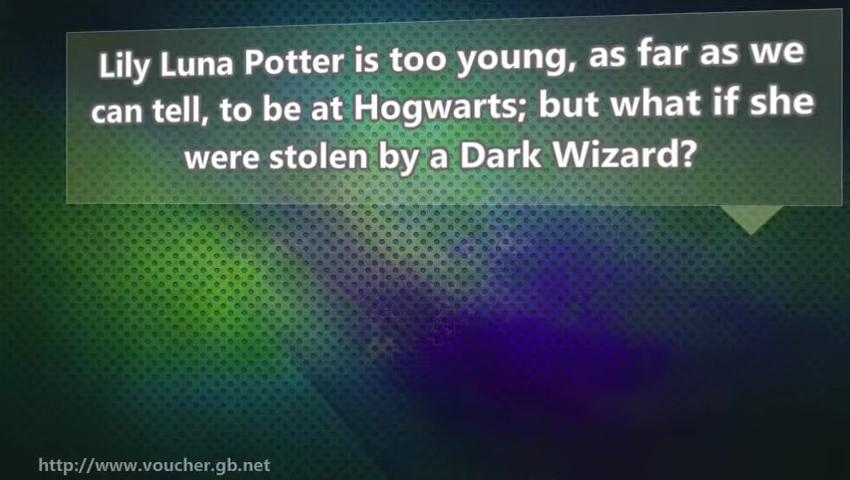 Lily Luna Potter is too young, as far as we
can tell, to be at Hogwarts; but what if she
were stolen by a Dark Wizard?
http://www.voucher.gb.net